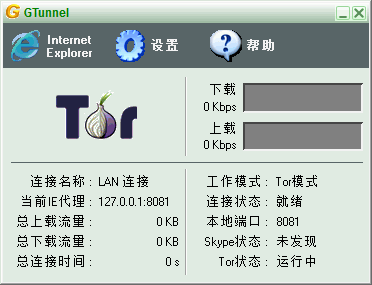 GTunnel
Internet Explorer
设置
帮助
Tor
下载
0 Kbps
上载
0 Kbps
连接名称： LAN 连接
当前IE代理： 127.0.0.1:8081
总上载流量： 0 KB
总下载流量： 0 KB
总连接时间： 0 s
工作模式： Tor模式
连接状态： 就绪
本地端口： 8081
Skype状态： 未发现
Tor状态： 运行中